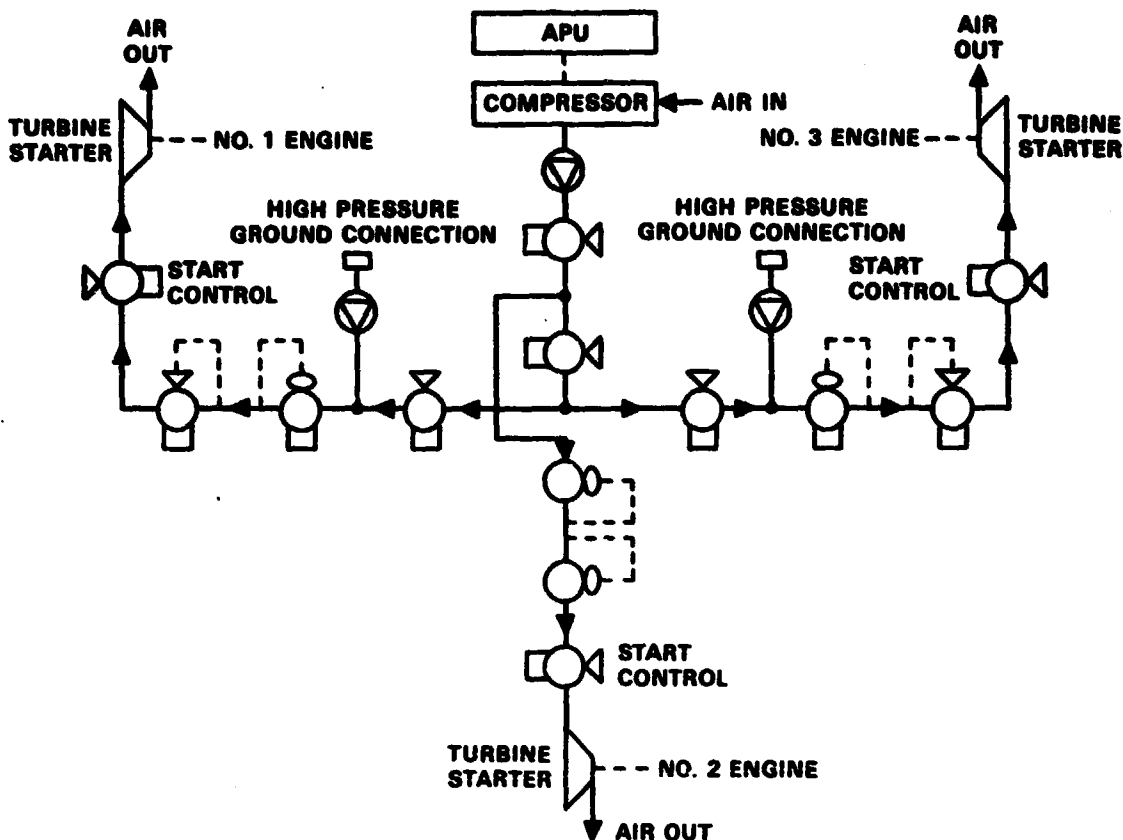 AIR
OUT
APU
AIR
OUT
COMPRESSOR
AIR IN
TURBINE
STARTER
NO. 1 ENGINE
NO. 3 ENGINE
TURBINE
STARTER
HIGH PRESSURE
GROUND CONNECTION
HIGH PRESSURE
GROUND CONNECTION
START
CONTROL
START
CONTROL
START
CONTROL
TURBINE
STARTER
NO. 2 ENGINE
AIR OUT